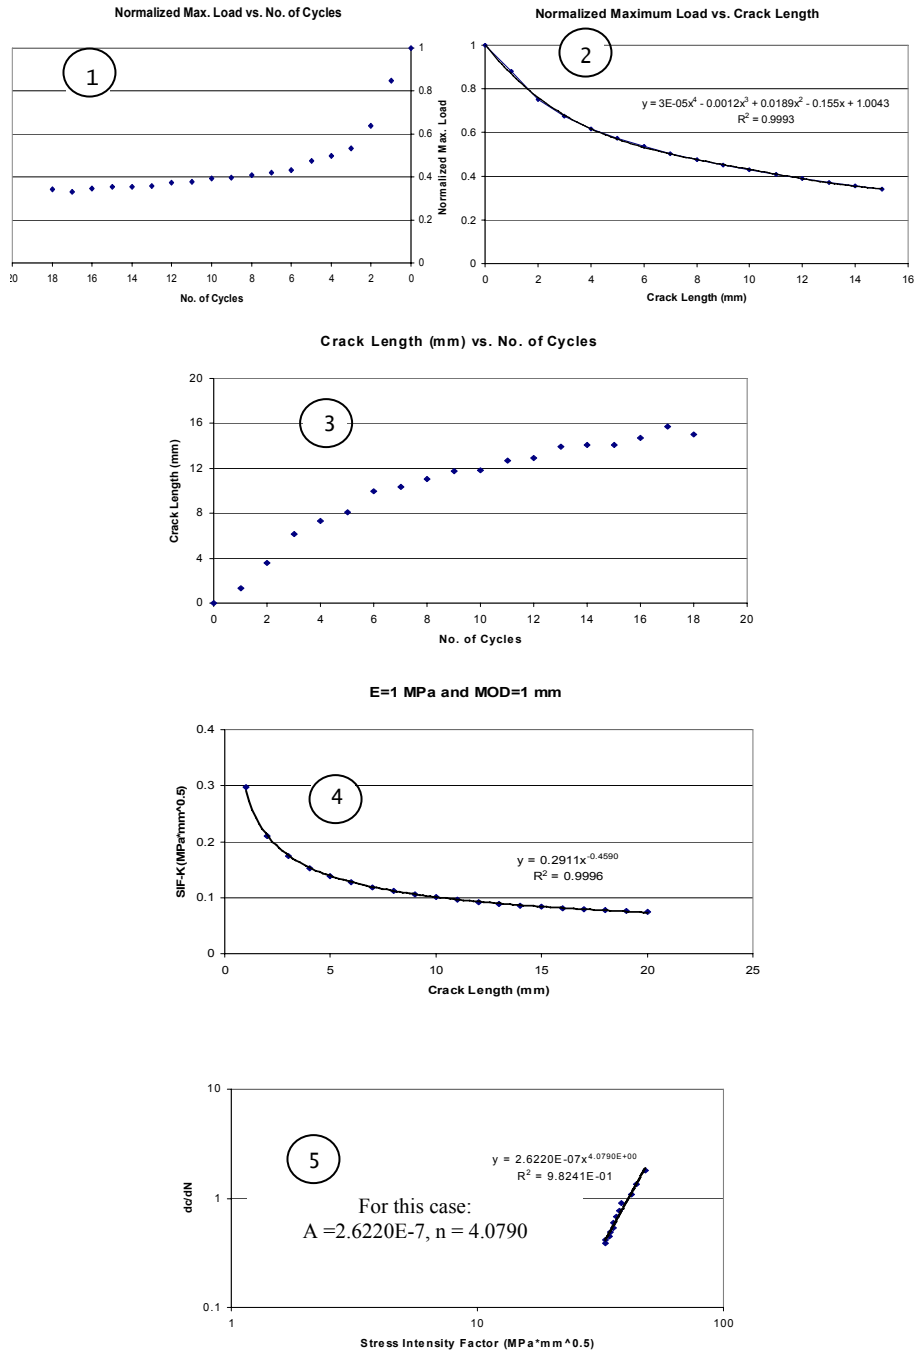 Normalized Max. Load vs. No. of Cycles
1
1
0.8
0.6
0.4
0.2
0
Normalized Max. Load
20 18 16 14 12 10 8 6 4 2 0
No. of Cycles
Normalized Maximum Load vs. Crack Length
2
1
0.8
0.6
0.4
0.2
0
y = 3E-05x⁴ - 0.0012x³ + 0.0189x² - 0.155x + 1.0043
R² = 0.9993
0 2 4 6 8 10 12 14 16
Crack Length (mm)
Crack Length (mm) vs. No. of Cycles
3
20
16
12
8
4
0
Crack Length (mm)
0 2 4 6 8 10 12 14 16 18 20
No. of Cycles
E=1 MPa and MOD=1 mm
4
0.4
0.3
0.2
0.1
0
SIF-K(MPa*mm^0.5)
y = 0.2911x^-0.4590
R² = 0.9996
0 5 10 15 20 25
Crack Length (mm)
5
10
1
0.1
dc/dN
y = 2.6220E-07x^4.0790E+00
R² = 9.8241E-01
For this case:
A =2.6220E-7, n = 4.0790
1 10 100
Stress Intensity Factor (MPa*mm^0.5)